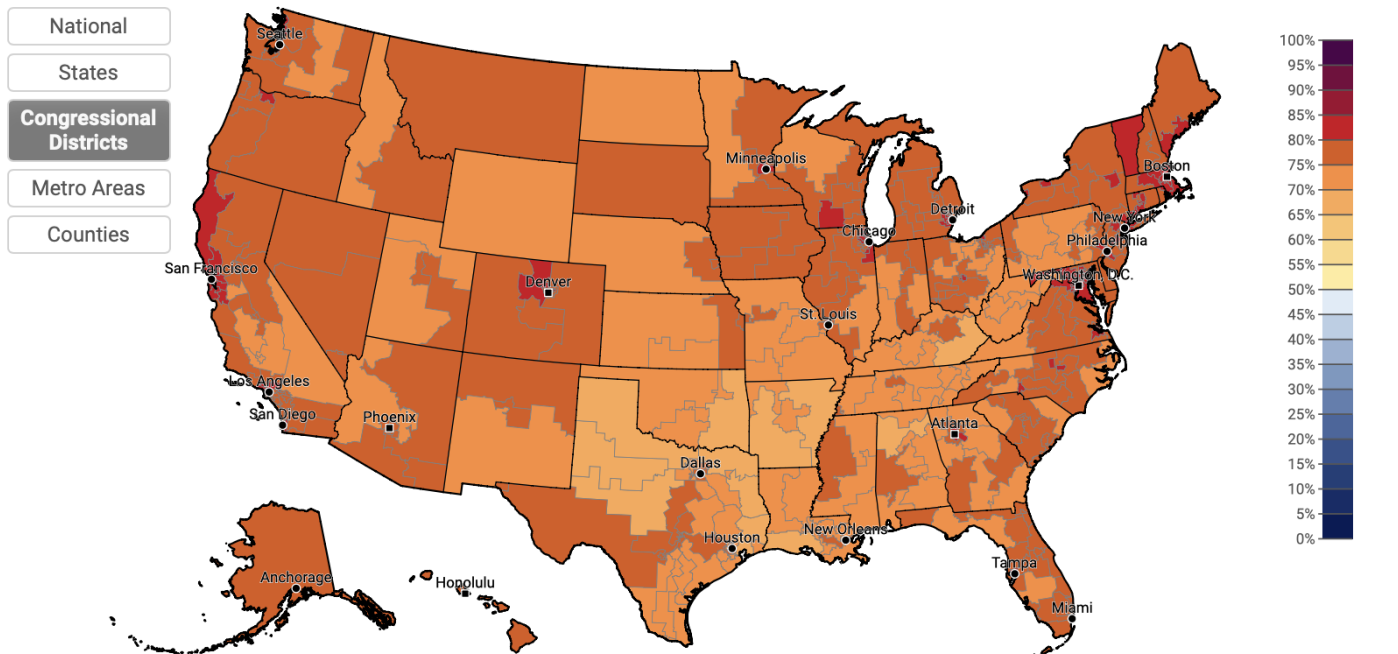 National
States
Congressional
Districts
Metro Areas
Counties
Seattle
Minneapolis
Boston
Detroit
New York
Chicago
Philadelphia
San Francisco
Denver
Washington, D.C.
St. Louis
Los Angeles
San Diego
Phoenix
Atlanta
Dallas
New Orleans
Houston
Tampa
Anchorage
Honolulu
Miami
100%
95%
90%
85%
80%
75%
70%
65%
60%
55%
50%
45%
40%
35%
30%
25%
20%
15%
10%
5%
0%